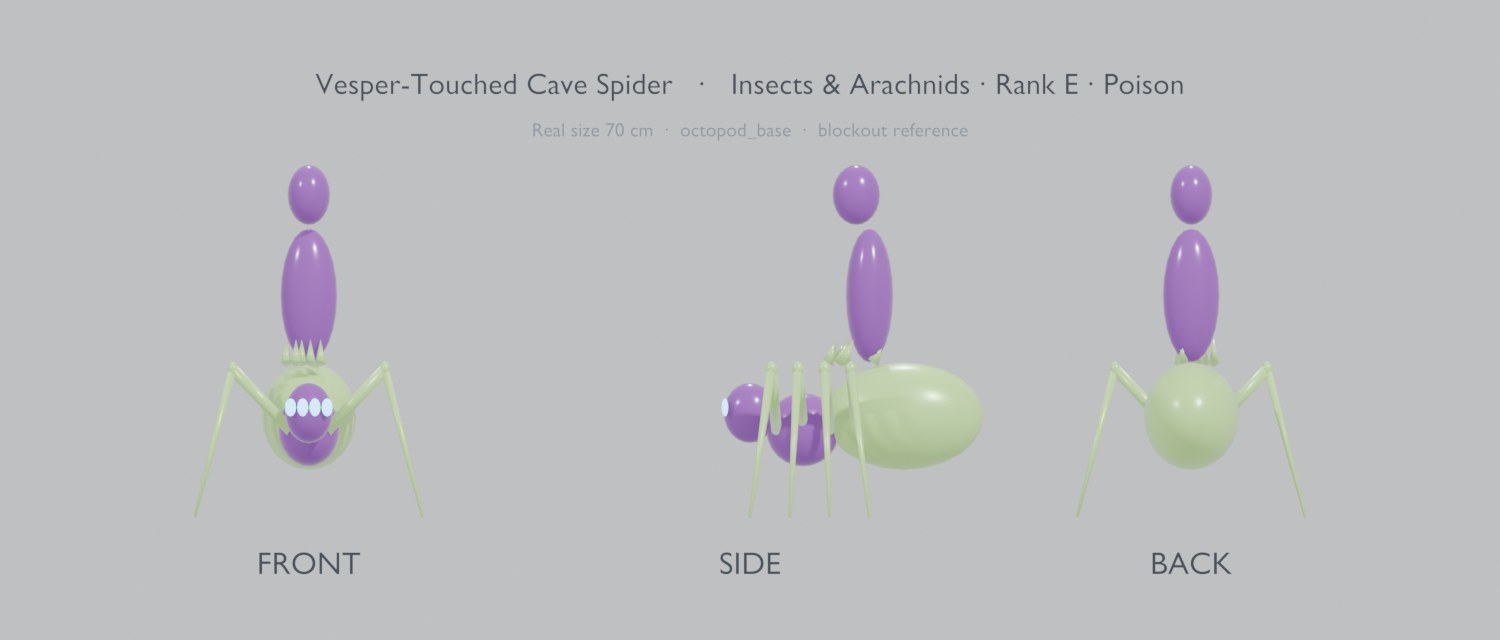 Vesper-Touched Cave Spider · Insects & Arachnids · Rank E · Poison
Real size 70 cm · octopod_base · blockout reference
FRONT
SIDE
BACK